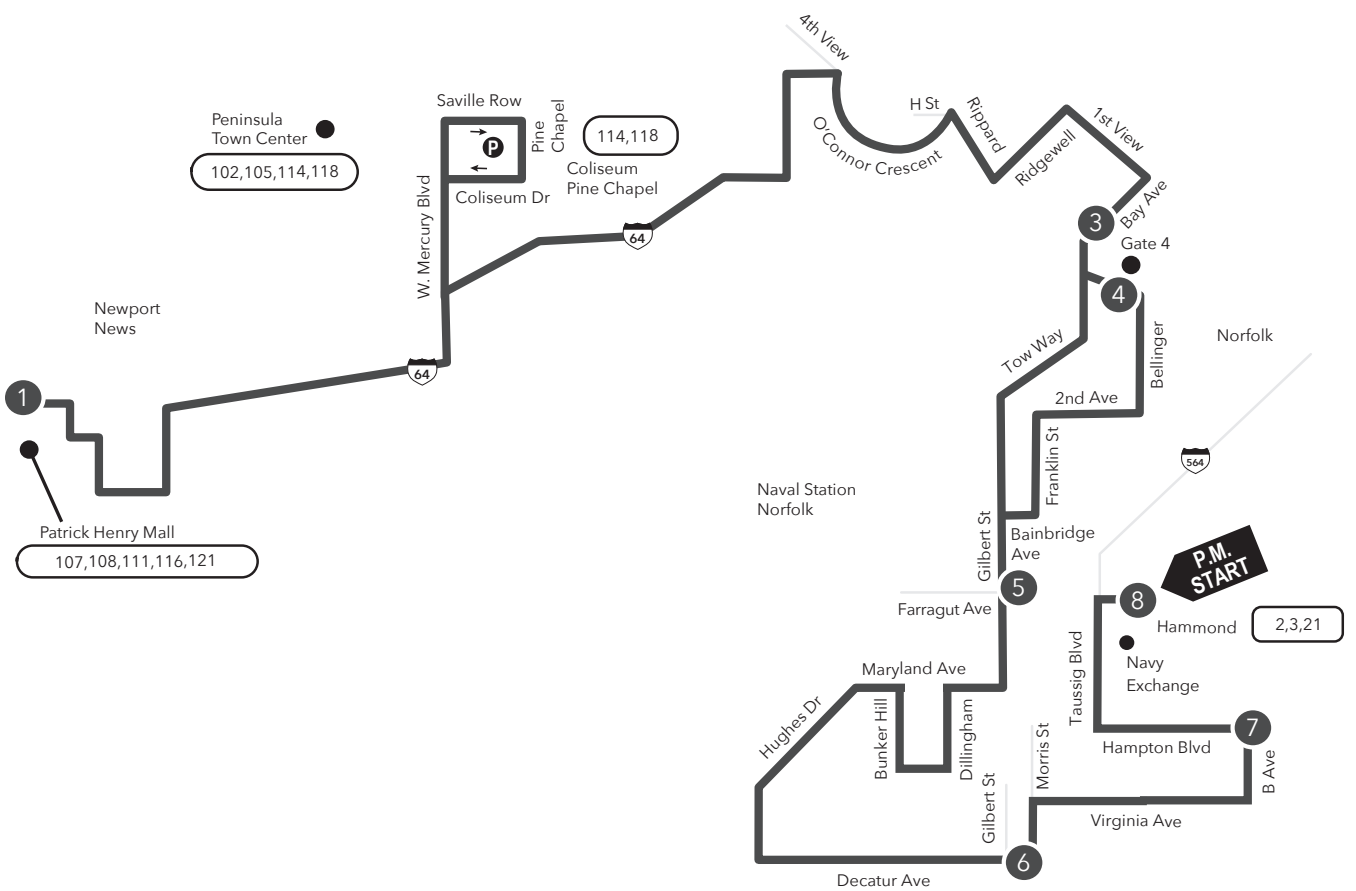 4th View
Saville Row
Peninsula
Town Center
102,105,114,118
Pine
Chapel
P
114,118
Coliseum
Pine Chapel
Coliseum Dr
W. Mercury Blvd
64
H St
O'Connor Crescent
Rippard
Ridgewell
1st View
Bay Ave
3
Gate 4
4
Newport
News
64
1
Patrick Henry Mall
107,108,111,116,121
Tow Way
Bellinger
Norfolk
2nd Ave
Franklin St
564
Naval Station
Norfolk
Gilbert St
Bainbridge
Ave
5
Farragut Ave
P.M.
START
8
Hammond
2,3,21
Navy
Exchange
Taussig Blvd
Maryland Ave
Hughes Dr
Bunker Hill
Dillingham
Gilbert St
Morris St
7
Hampton Blvd
B Ave
Virginia Ave
6
Decatur Ave